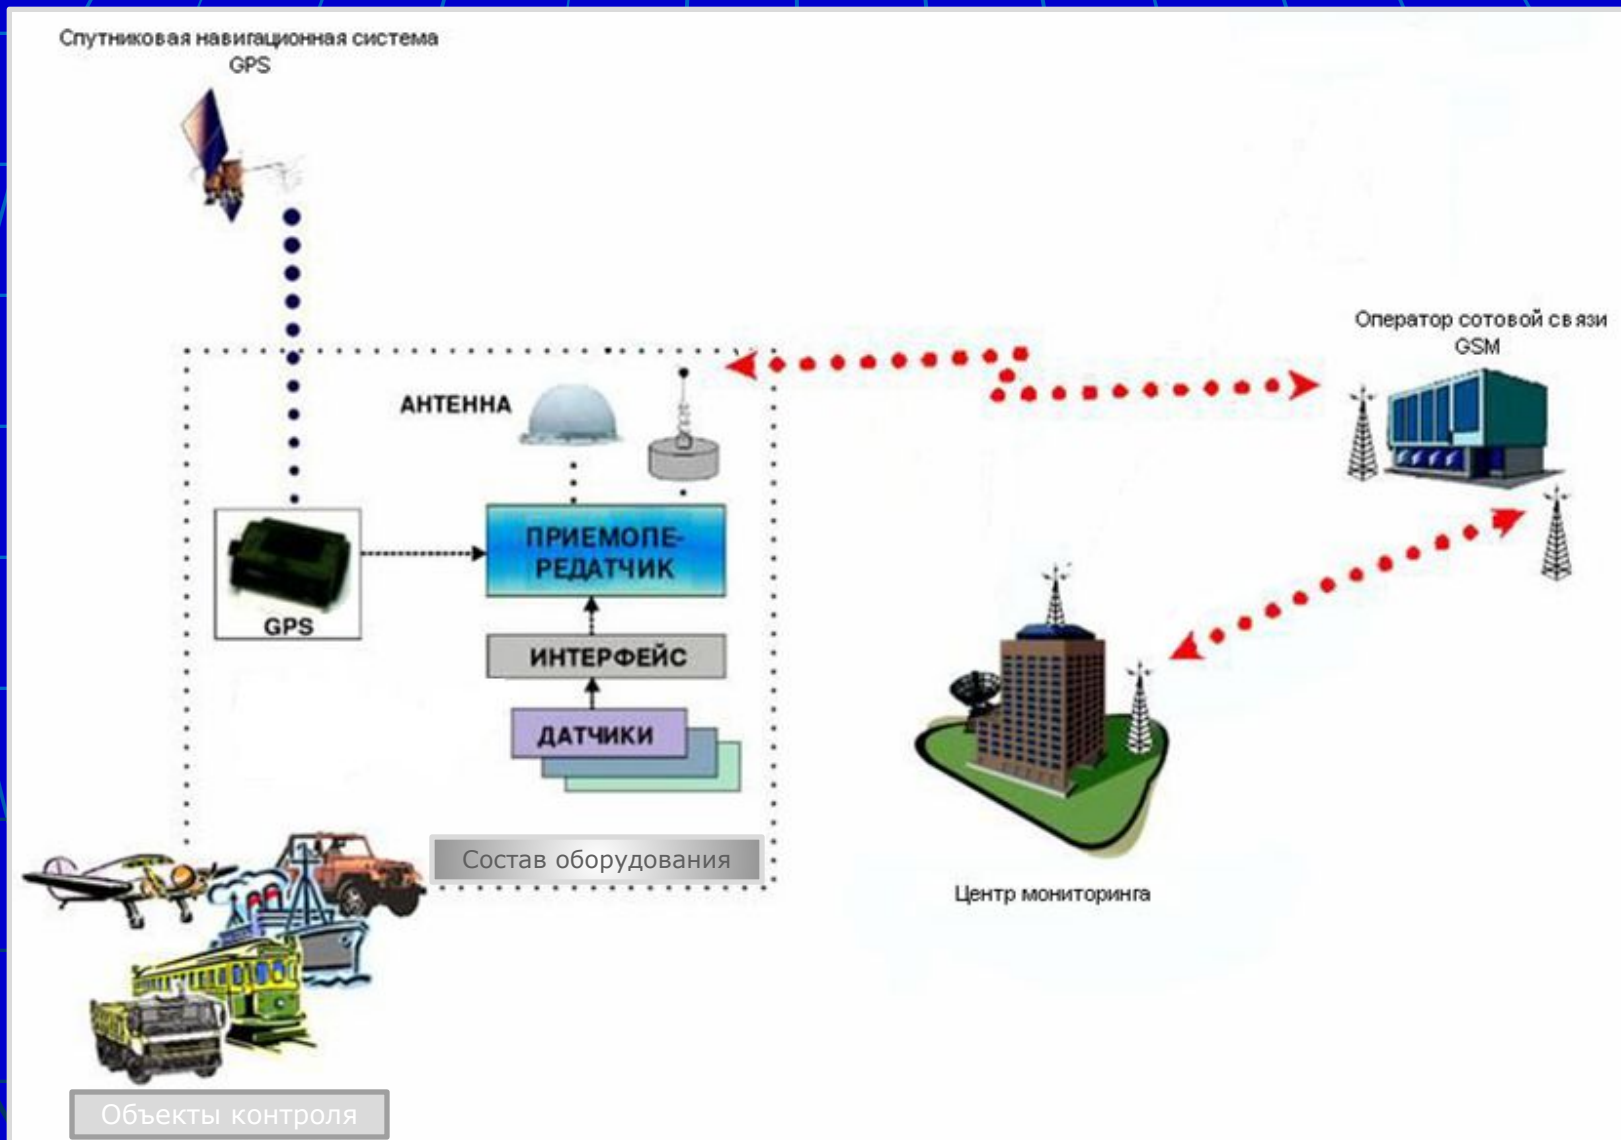 Спутниковая навигационная система
GPS
Оператор сотовой связи
GSM
АНТЕННА
ПРИЕМОПЕ-
РЕДАТЧИК
GPS
ИНТЕРФЕЙС
ДАТЧИКИ
Состав оборудования
Центр мониторинга
Объекты контроля